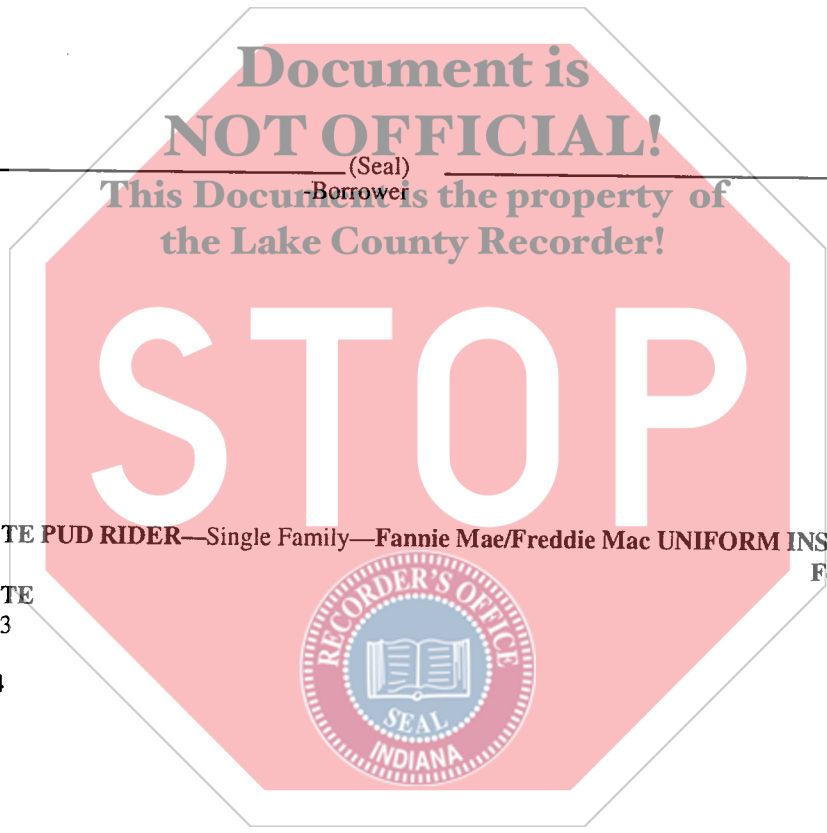 Document is
NOT OFFICIAL!
(Seal)
-Borrower
This Document is the property of
the Lake County Recorder!
STOP
TE PUD RIDER—Single Family—Fannie Mae/Freddie Mac UNIFORM INS
F
TE
3
4
RECORDER'S OFFICE
SEAL
INDIANA